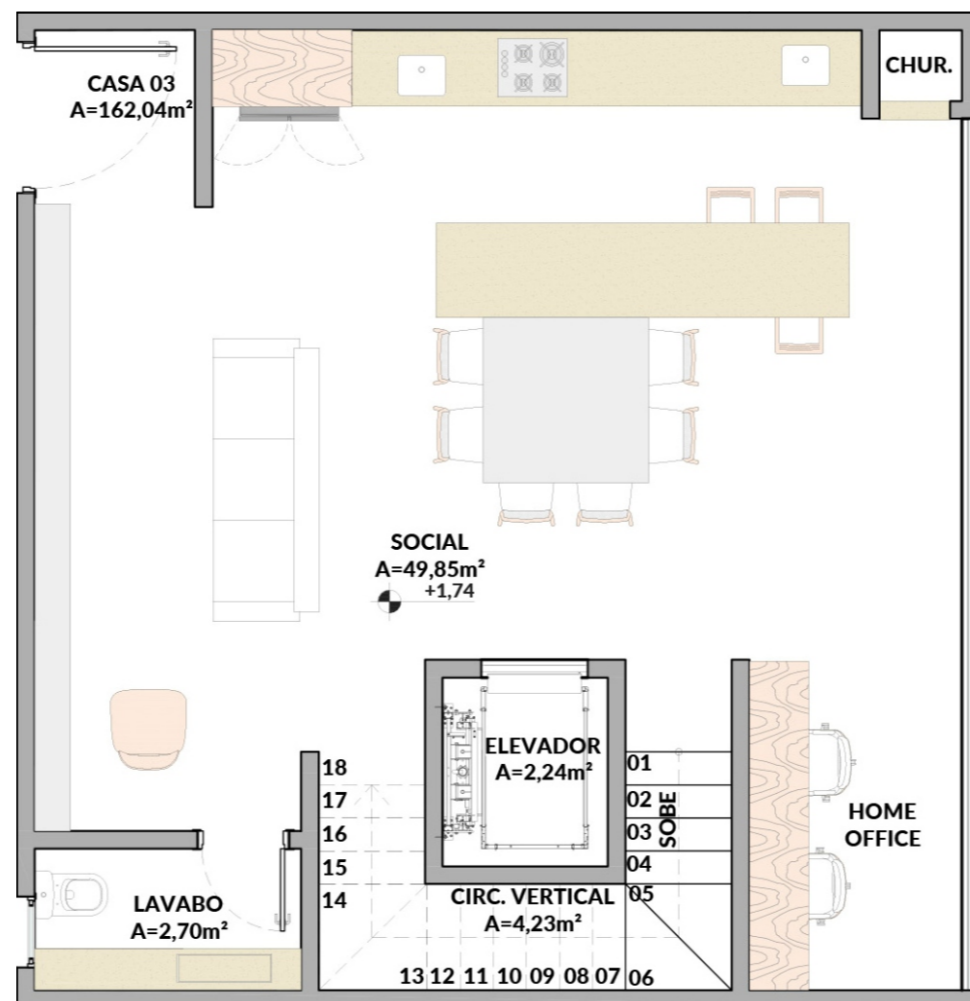 CASA 03
A=162,04m²
CHUR.
SOCIAL
A=49,85m²
+1,74
ELEVADOR
A=2,24m²
01
02
03
04
05
06
SOBE
18
17
16
15
14
HOME
OFFICE
CIRC. VERTICAL
A=4,23m²
LAVABO
A=2,70m²
13 12 11 10 09 08 07